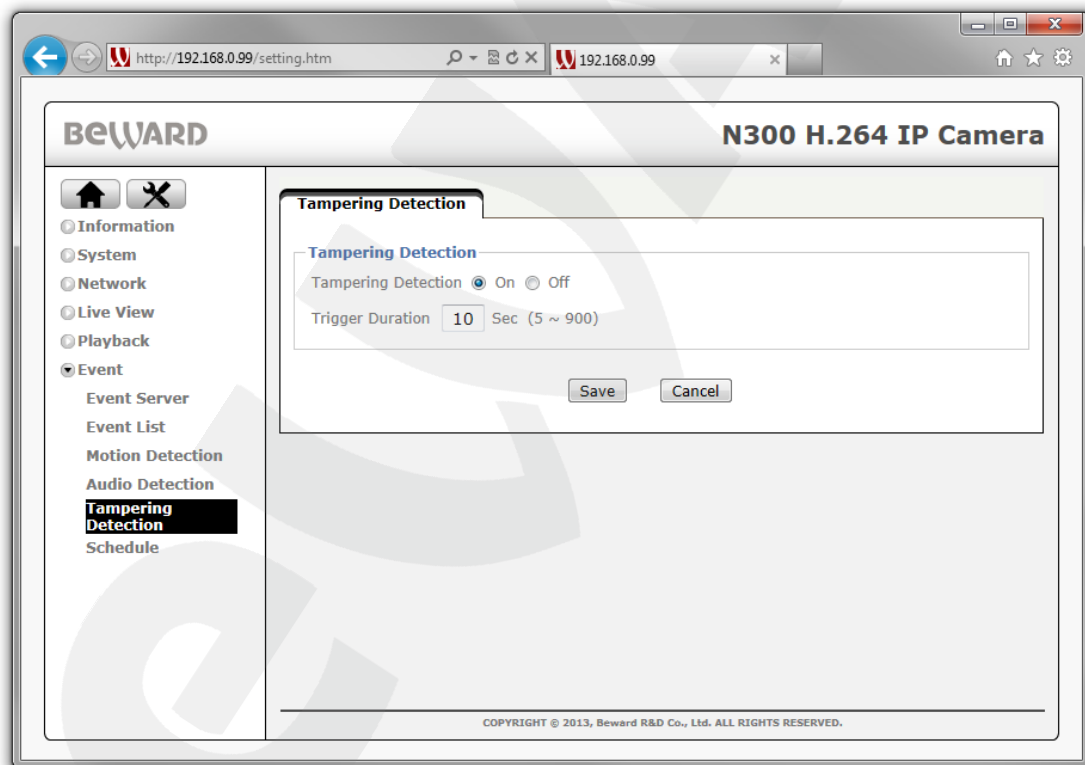 http://192.168.0.99/setting.htm
192.168.0.99
BEWARD
N300 H.264 IP Camera
Information
System
Network
Live View
Playback
Event
Event Server
Event List
Motion Detection
Audio Detection
Tampering
Detection
Schedule
Tampering Detection
Tampering Detection
Tampering Detection On Off
Trigger Duration 10 Sec (5 ~ 900)
Save Cancel
COPYRIGHT © 2013, Beward R&D Co., Ltd. ALL RIGHTS RESERVED.